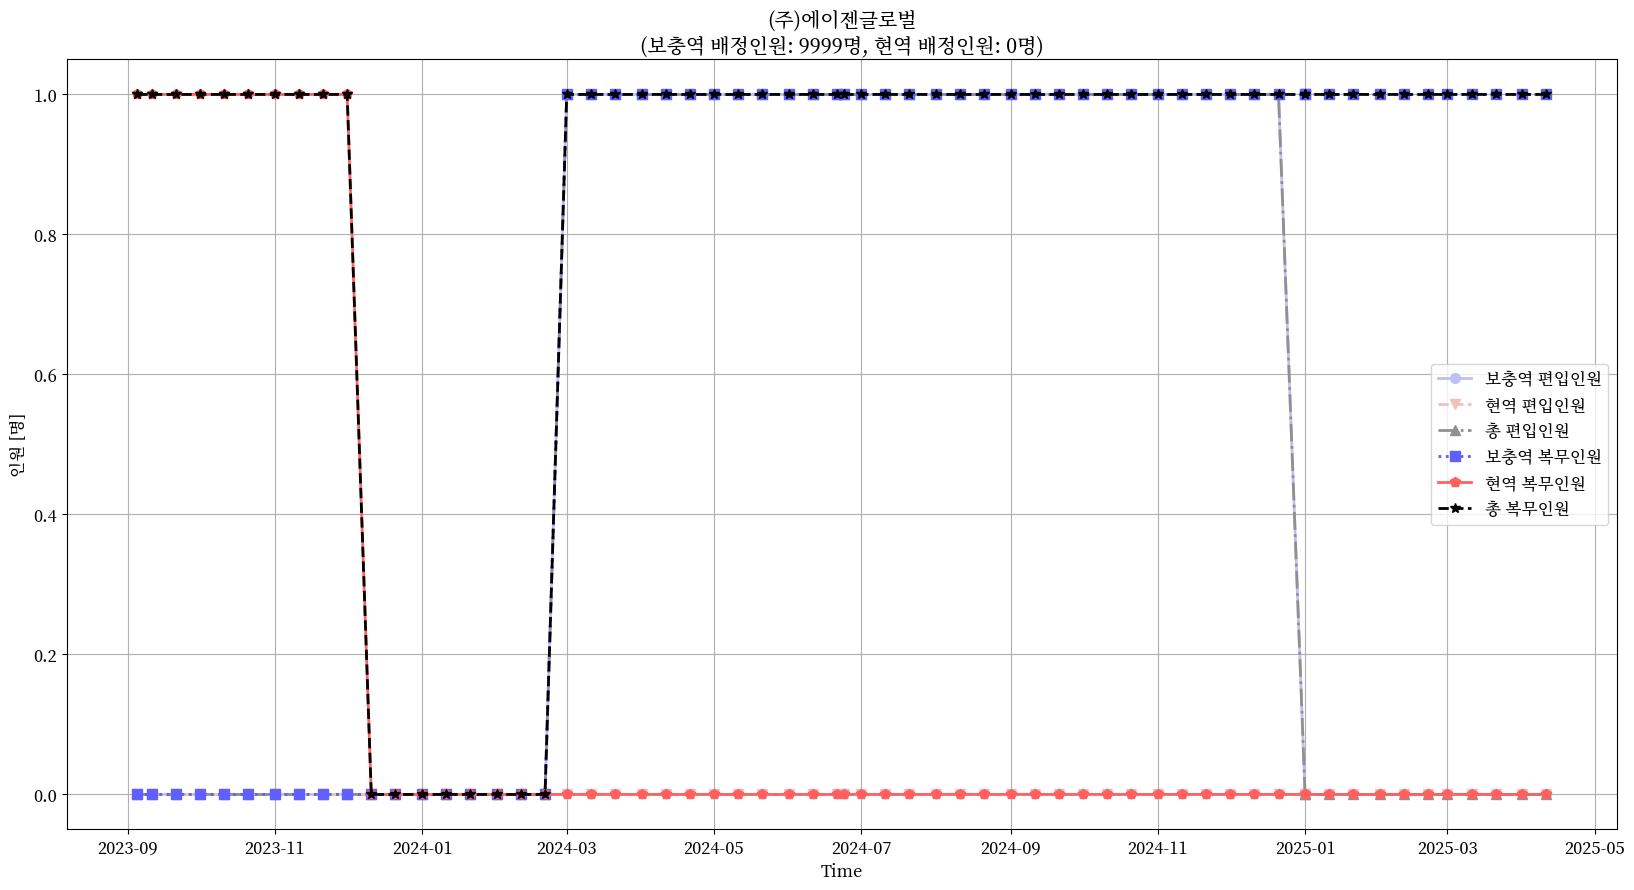 (주)에이젠글로벌
(보충역 배정인원: 9999명, 현역 배정인원: 0명)
1.0
0.8
0.6
0.4
0.2
0.0
인원 [명]
보충역 편입인원
현역 편입인원
총 편입인원
보충역 복무인원
현역 복무인원
총 복무인원
2023-09
2023-11
2024-01
2024-03
2024-05
2024-07
2024-09
2024-11
2025-01
2025-03
2025-05
Time